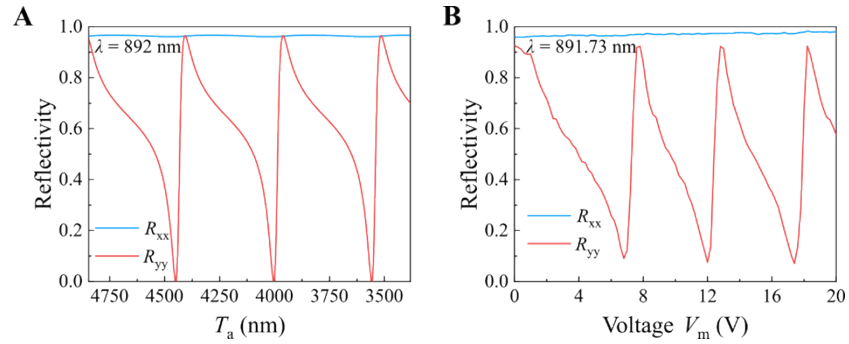 A
λ = 892 nm
Reflectivity
1.0
0.8
0.6
0.4
0.2
0.0
Rxx
Ryy
4750 4500 4250 4000 3750 3500
Ta (nm)
B
λ = 891.73 nm
Reflectivity
1.0
0.8
0.6
0.4
0.2
0.0
Rxx
Ryy
0 4 8 12 16 20
Voltage Vm (V)